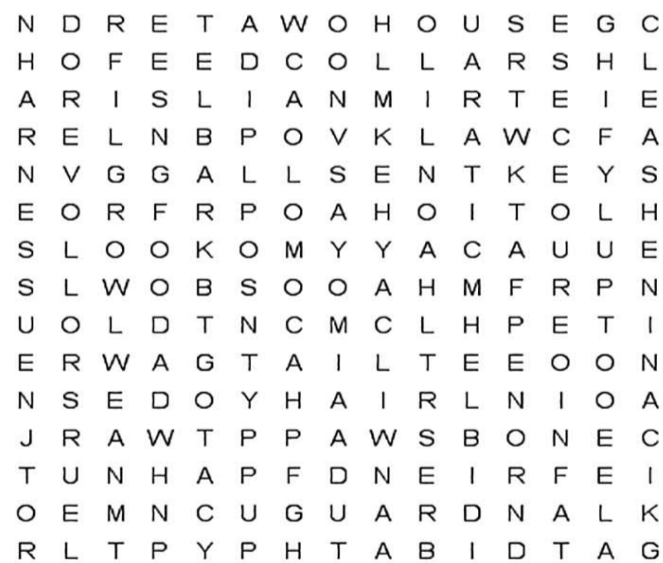 N D R E T A W O H O U S E G C
H O F E E D C O L L A R S H L
A R I S L I A N M I R T E I E
R E L N B P O V K L A W C F A
N V G G A L L S E N T K E Y S
E O R F R P O A H O I T O L H
S L O O K O M Y Y A C A U U E
S L W O B S O O A H M F R P N
U O L D T N C M C L H P E T I
E R W A G T A I L T E E O O N
N S E D O Y H A I R L N I O A
J R A W T P P A W S B O N E C
T U N H A P F D N E I R F E I
O E M N C U G U A R D N A L K
R L T P Y P H T A B I D T A G